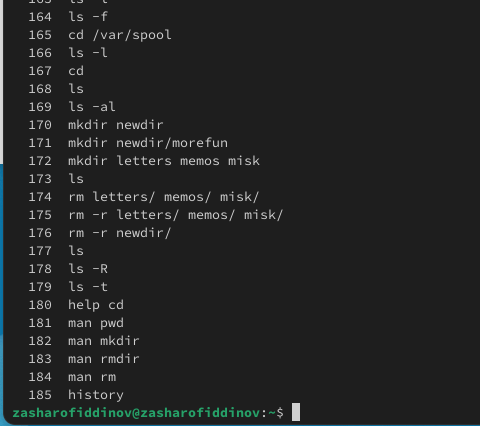 164 ls -f
165 cd /var/spool
166 ls -l
167 cd
168 ls
169 ls -al
170 mkdir newdir
171 mkdir newdir/morefun
172 mkdir letters memos misk
173 ls
174 rm letters/ memos/ misk/
175 rm -r letters/ memos/ misk/
176 rm -r newdir/
177 ls
178 ls -R
179 ls -t
180 help cd
181 man pwd
182 man mkdir
183 man rmdir
184 man rm
185 history
zasharofiddinov@zasharofiddinov:~$